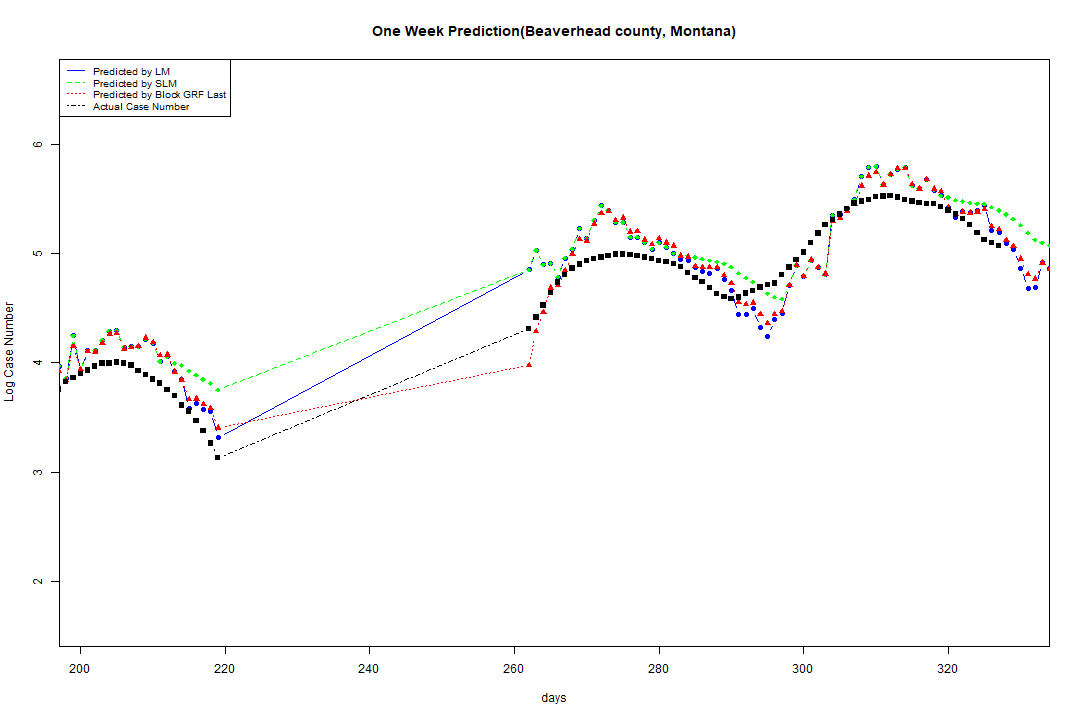 One Week Prediction(Beaverhead county, Montana)
Predicted by LM
Predicted by SLM
Predicted by Block GRF Last
Actual Case Number
6
5
4
3
2
Log Case Number
200 220 240 260 280 300 320
days